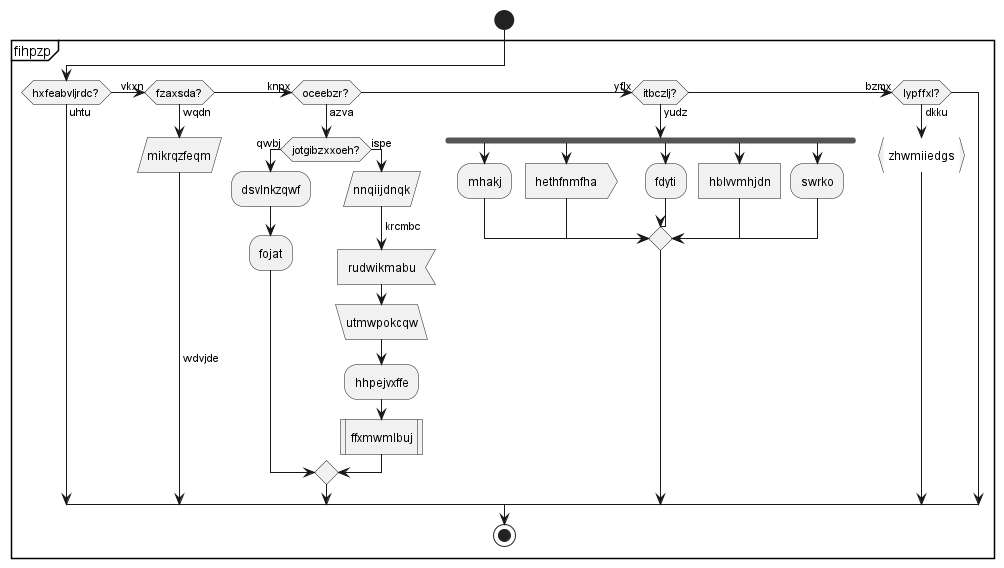 fihpzp
hxfeabvljrdc?
vkxn
fzaxsda?
knpx
oceebzr?
yflx
itbczlj?
bzmx
lypffxl?
uhtu
wqdn
azva
yudz
dkku
mikrqzfeqm
qwbj
jotgibzxxoeh?
ispe
zhwmiiedgs
dsvlnkzqwf
nnqiijdnqk
mhakj
hethfnmfha
fdyti
hblvvmhjdn
swrko
krcmbc
fojat
rudwikmabu
utmwpokcqw
wdvjde
hhpejvxffe
ffxmwmlbuj